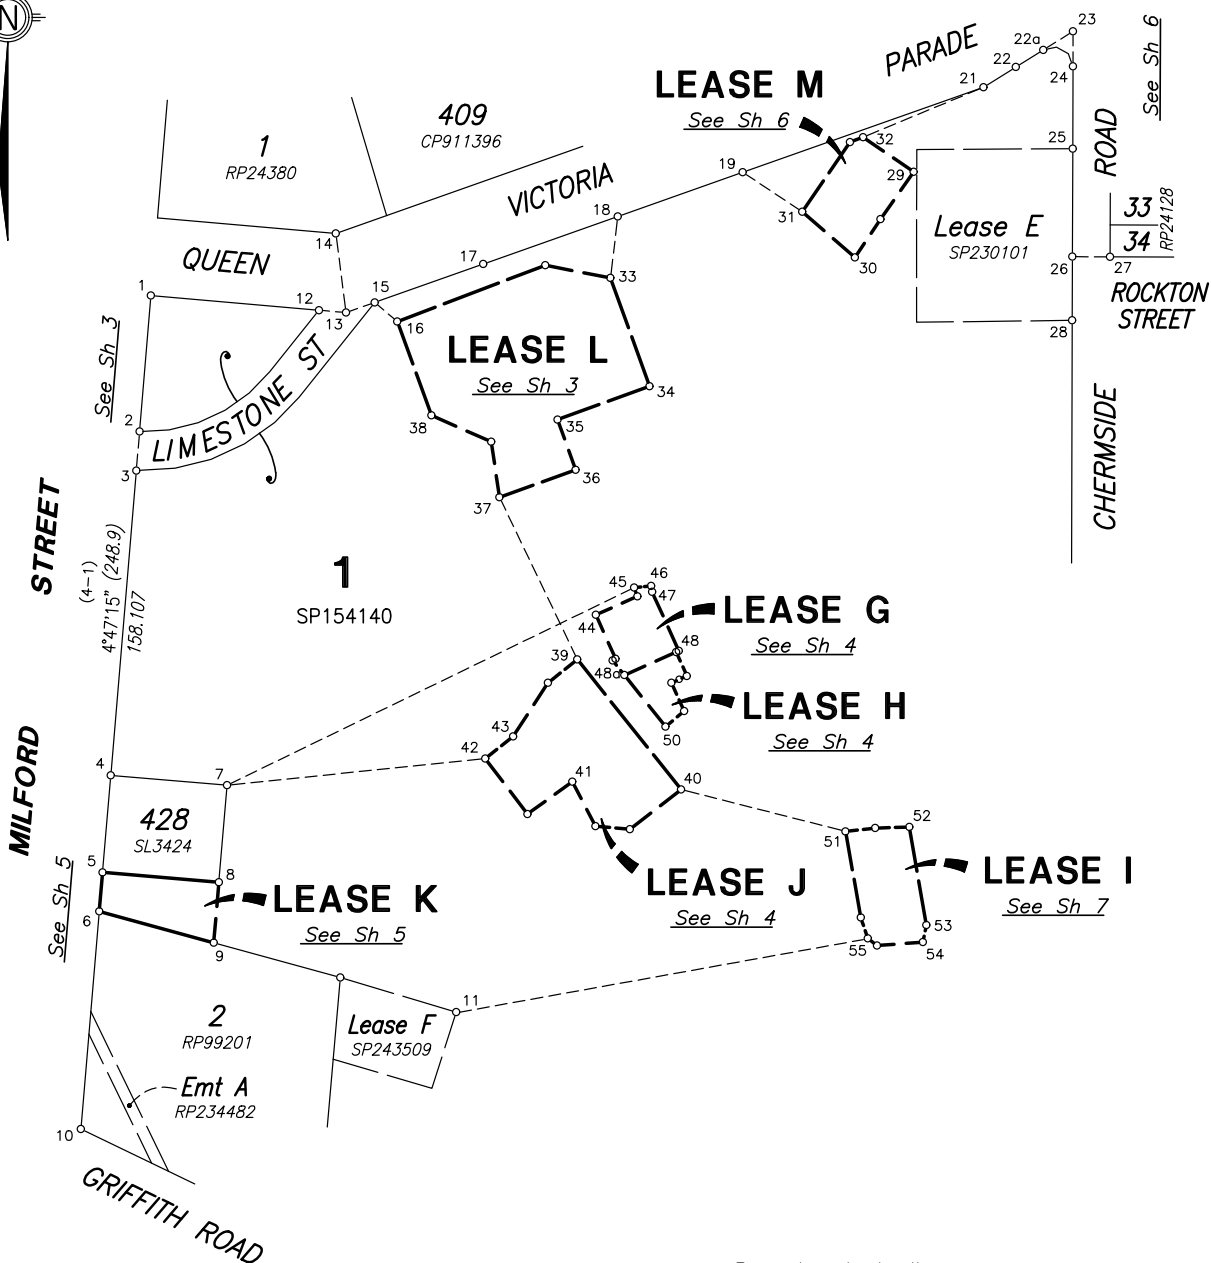 N
PARADE
22a
23
See Sh 6
22
21
24
LEASE M
See Sh 6
32
409
CP911396
1
RP24380
ROAD
25
19
29
VICTORIA
18
31
33
34
RP24128
Lease E
SP230101
14
17
30
26
27
QUEEN
33
ROCKTON
STREET
28
1
12
15
13
16
See Sh 3
LEASE L
See Sh 3
34
LIMESTONE ST
2
3
38
35
36
37
CHERMSIDE
STREET
(4-1)
4°47'15" (248.9)
158.107
1
SP154140
45
46
47
44
LEASE G
See Sh 4
48
48a
39
LEASE H
See Sh 4
50
43
42
MILFORD
4
7
41
40
428
SL3424
51
52
5
8
LEASE K
See Sh 5
LEASE J
See Sh 4
LEASE I
See Sh 7
See Sh 5
6
9
53
54
55
11
2
RP99201
Lease F
SP243509
Emt A
RP234482
10
GRIFFITH ROAD